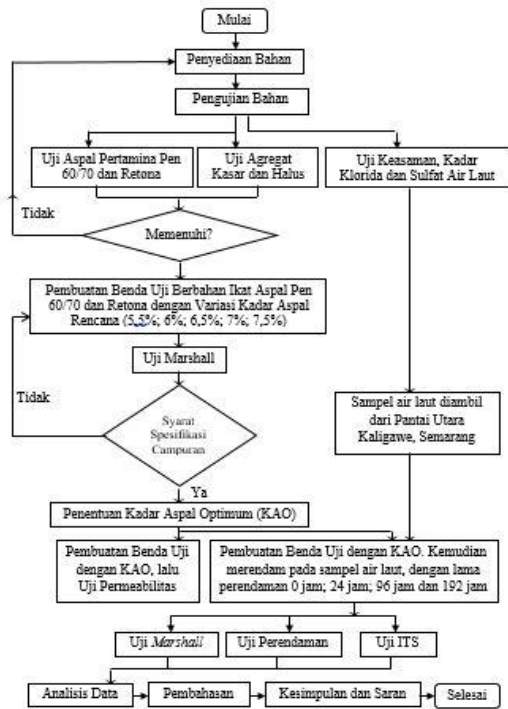 Mulai
Penyediaan Bahan
Pengujian Bahan
Uji Aspal Pertamina Pen
60/70 dan Retona
Uji Agregat
Kasar dan Halus
Uji Keasaman, Kadar
Klorida dan Sulfat Air Laut
Tidak
Memenuhi?
Pembuatan Benda Uji Berbahan Ikat Aspal Pen
60/70 dan Retona dengan Variasi Kadar Aspal
Rencana (5,5%; 6%; 6,5%; 7%; 7,5%)
Uji Marshall
Tidak
Syarat
Spesifikasi
Campuran
Sampel air laut diambil
dari Pantai Utara
Kaligawe, Semarang
Ya
Penentuan Kadar Aspal Optimum (KAO)
Pembuatan Benda Uji
dengan KAO, lalu
Uji Permeabilitas
Pembuatan Benda Uji dengan KAO. Kemudian
merendam pada sampel air laut, dengan lama
perendaman 0 jam; 24 jam; 96 jam dan 192 jam
Uji Marshall
Uji Perendaman
Uji ITS
Analisis Data
Pembahasan
Kesimpulan dan Saran
Selesai